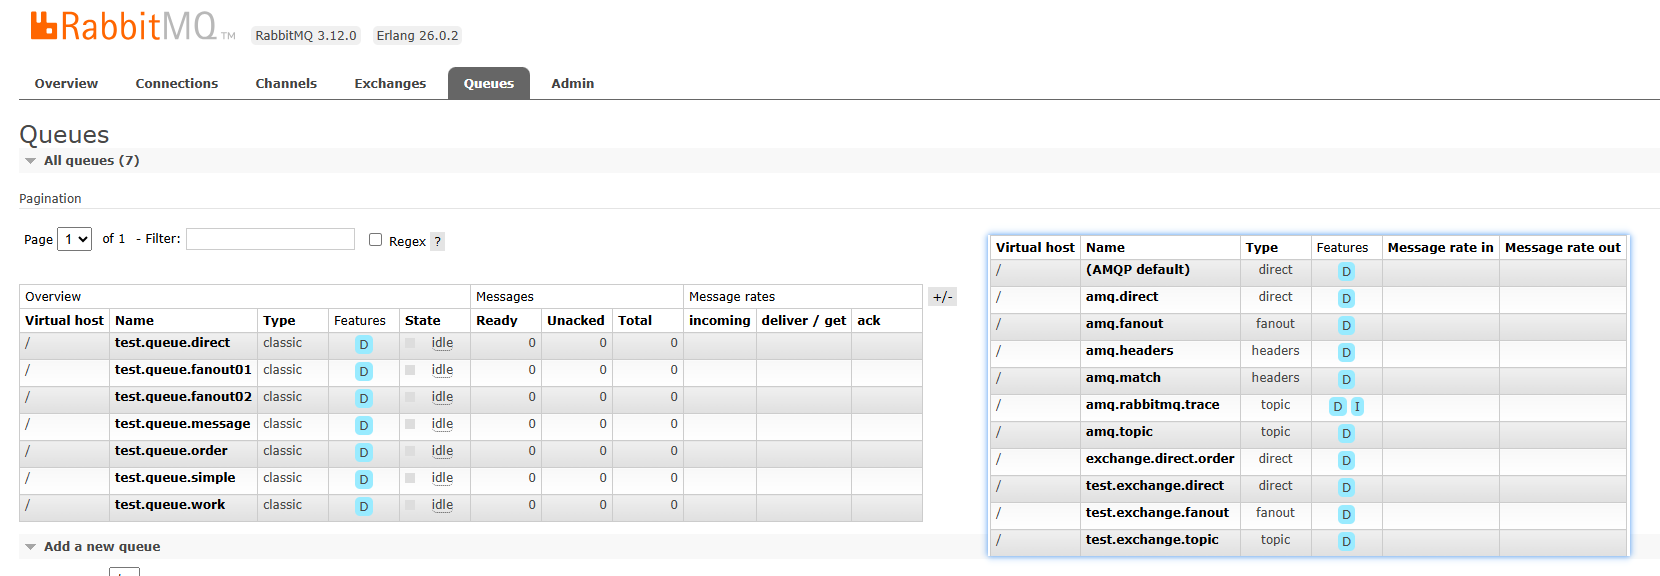 RabbitMQ TM RabbitMQ 3.12.0 Erlang 26.0.2
Overview Connections Channels Exchanges Queues Admin
Queues
All queues (7)
Pagination
Page 1 of 1 - Filter: Regex ?
Overview Messages Message rates +/-
Virtual host Name Type Features State Ready Unacked Total incoming deliver / get ack
/ test.queue.direct classic D idle 0 0 0
/ test.queue.fanout01 classic D idle 0 0 0
/ test.queue.fanout02 classic D idle 0 0 0
/ test.queue.message classic D idle 0 0 0
/ test.queue.order classic D idle 0 0 0
/ test.queue.simple classic D idle 0 0 0
/ test.queue.work classic D idle 0 0 0
Virtual host Name Type Features Message rate in Message rate out
/ (AMQP default) direct D
/ amq.direct direct D
/ amq.fanout fanout D
/ amq.headers headers D
/ amq.match headers D
/ amq.rabbitmq.trace topic D I
/ amq.topic topic D
/ exchange.direct.order direct D
/ test.exchange.direct direct D
/ test.exchange.fanout fanout D
/ test.exchange.topic topic D
Add a new queue